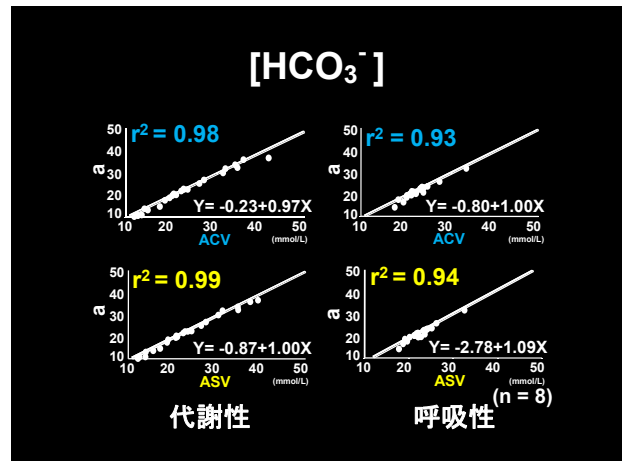 [HCO₃⁻]
r² = 0.98
a
50
40
30
20
10
Y= -0.23+0.97X
10 20 30 40 50
ACV (mmol/L)
r² = 0.93
a
50
40
30
20
10
Y= -0.80+1.00X
10 20 30 40 50
ACV (mmol/L)
r² = 0.99
a
50
40
30
20
10
Y= -0.87+1.00X
10 20 30 40 50
ASV (mmol/L)
r² = 0.94
a
50
40
30
20
10
Y= -2.78+1.09X
10 20 30 40 50
ASV (mmol/L)
(n = 8)
代謝性 呼吸性